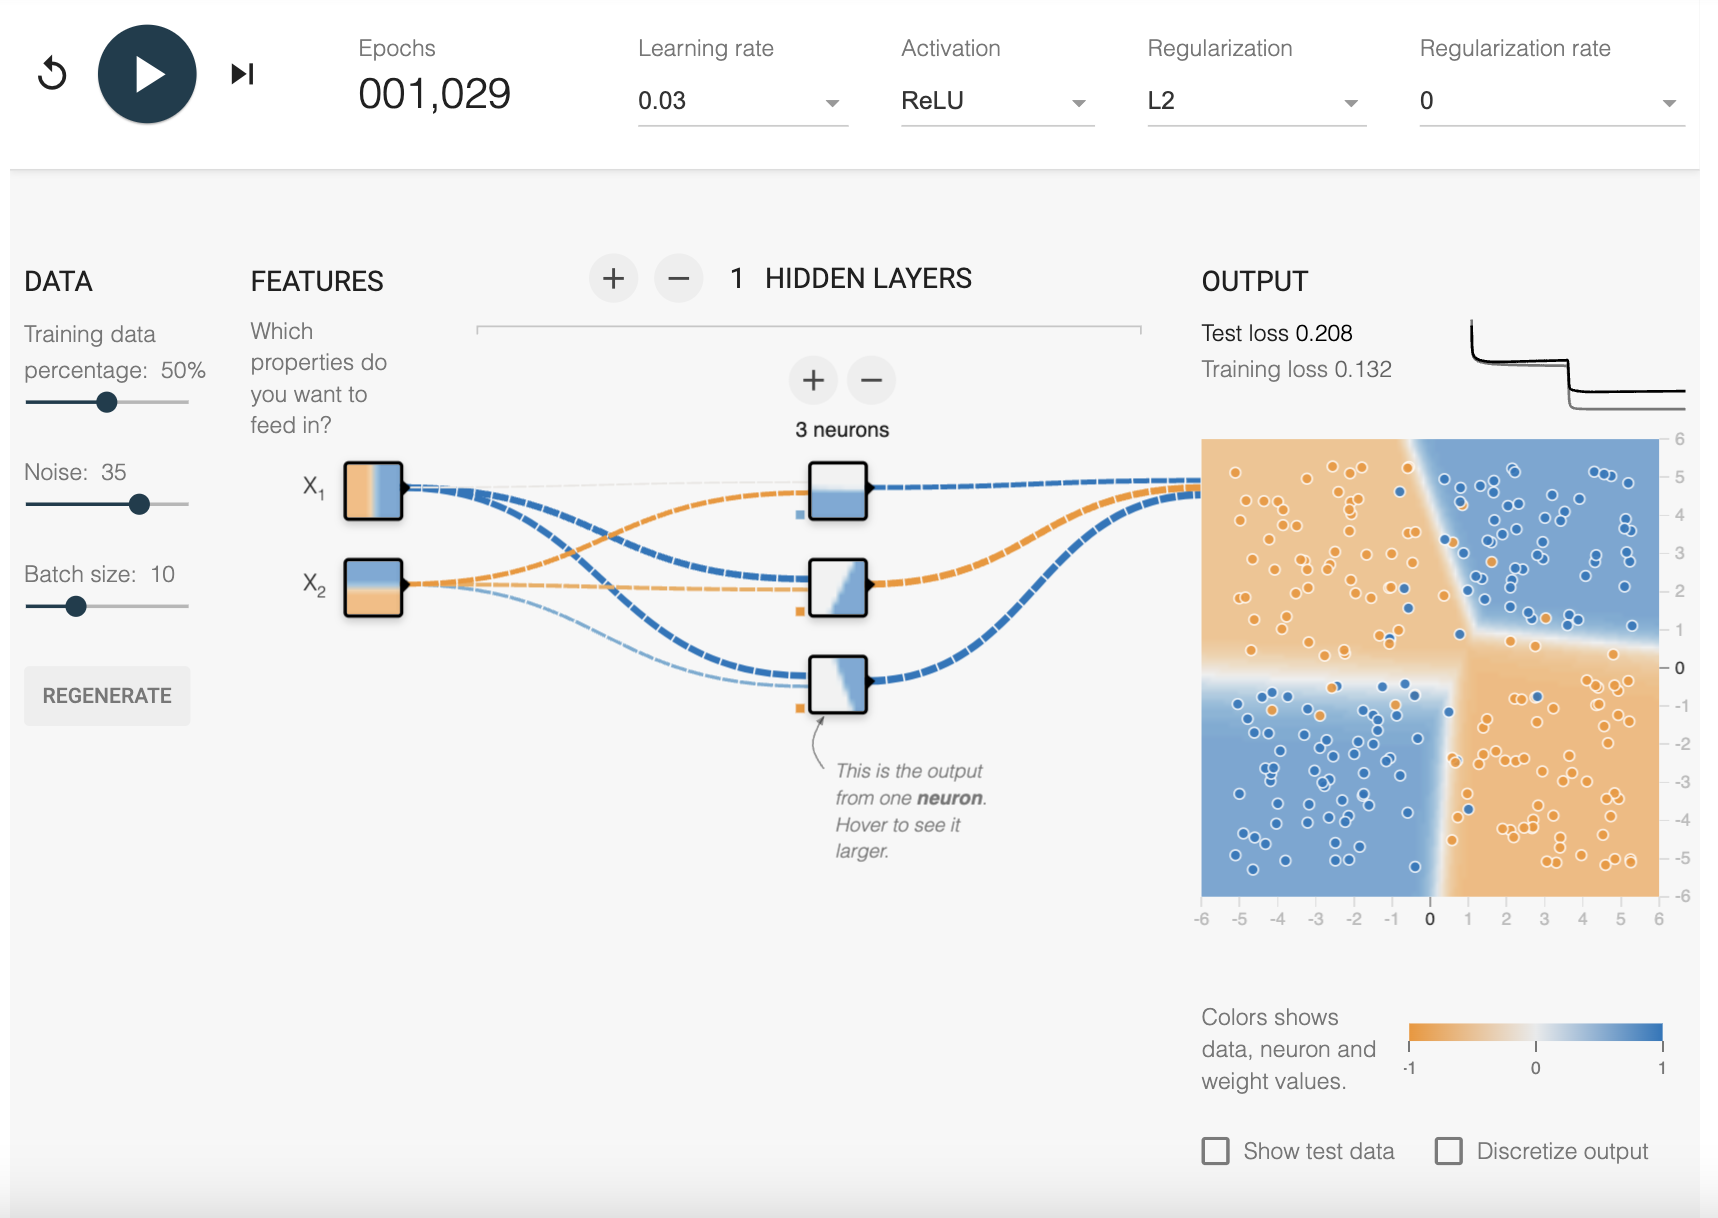 Epochs
001,029
Learning rate
0.03
Activation
ReLU
Regularization
L2
Regularization rate
0
DATA
Training data
percentage: 50%
Noise: 35
Batch size: 10
REGENERATE
FEATURES
Which
properties do
you want to
feed in?
X1
X2
+ − 1 HIDDEN LAYERS
+ −
3 neurons
This is the output
from one neuron.
Hover to see it
larger.
OUTPUT
Test loss 0.208
Training loss 0.132
6
5
4
3
2
1
0
-1
-2
-3
-4
-5
-6
-6 -5 -4 -3 -2 -1 0 1 2 3 4 5 6
Colors shows
data, neuron and
weight values.
-1 0 1
Show test data
Discretize output